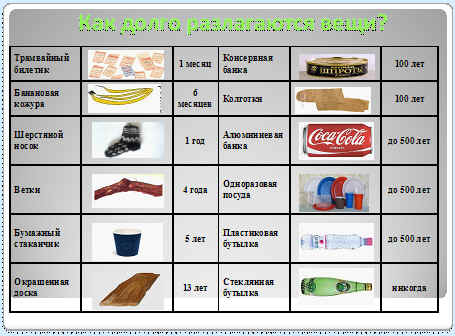 Как долго разлагаются вещи?
Трамвайный билетик 1 месяц Консервная банка ШПРОТЫ 100 лет
Банановая кожура 6 месяцев Колготки 100 лет
Шерстяной носок 1 год Алюминиевая банка Coca-Cola до 500 лет
Ветки 4 года Одноразовая посуда до 500 лет
Бумажный стаканчик 5 лет Пластиковая бутылка до 500 лет
Окрашенная доска 13 лет Стеклянная бутылка никогда